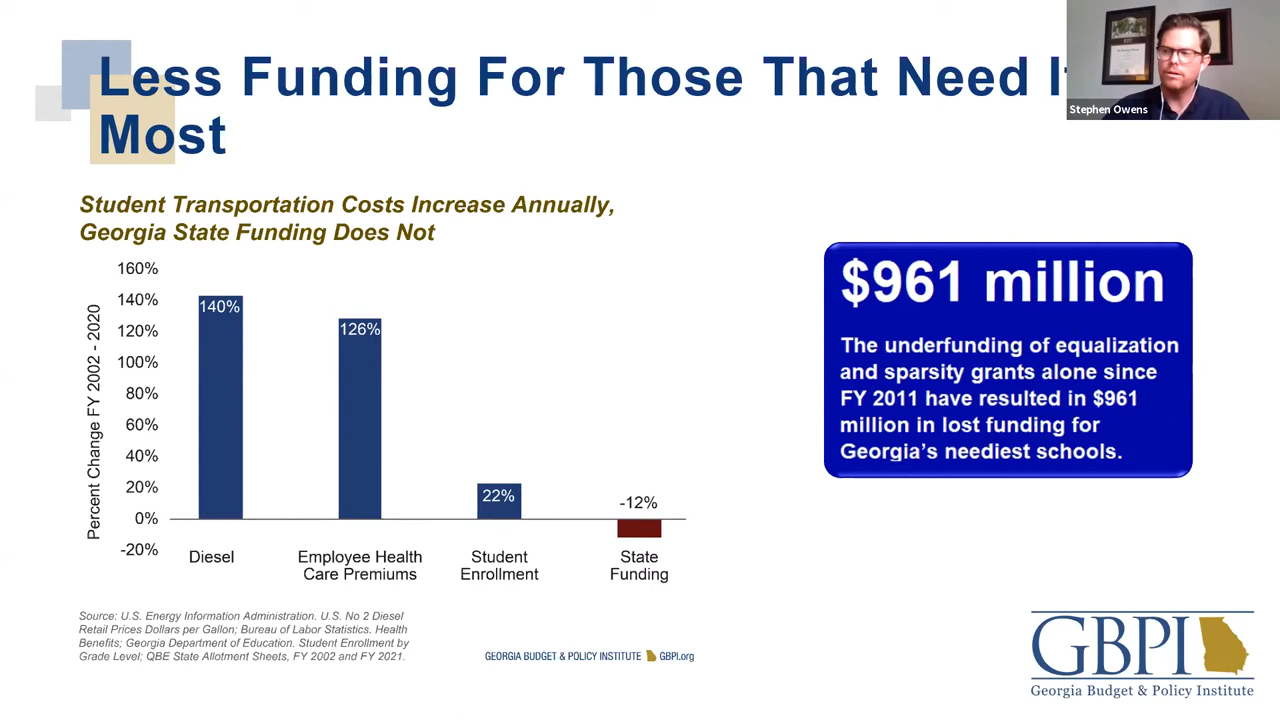 Less Funding For Those That Need It
Most
Stephen Owens
Student Transportation Costs Increase Annually,
Georgia State Funding Does Not
Percent Change FY 2002 - 2020
160%
140%
120%
100%
80%
60%
40%
20%
0%
-20%
140%
126%
22%
-12%
Diesel
Employee Health
Care Premiums
Student
Enrollment
State
Funding
$961 million
The underfunding of equalization
and sparsity grants alone since
FY 2011 have resulted in $961
million in lost funding for
Georgia's neediest schools.
Source: U.S. Energy Information Administration. U.S. No 2 Diesel
Retail Prices Dollars per Gallon; Bureau of Labor Statistics. Health
Benefits; Georgia Department of Education. Student Enrollment by
Grade Level; QBE State Allotment Sheets, FY 2002 and FY 2021.
GEORGIA BUDGET & POLICY INSTITUTE GBPI.org
GBPI
Georgia Budget & Policy Institute